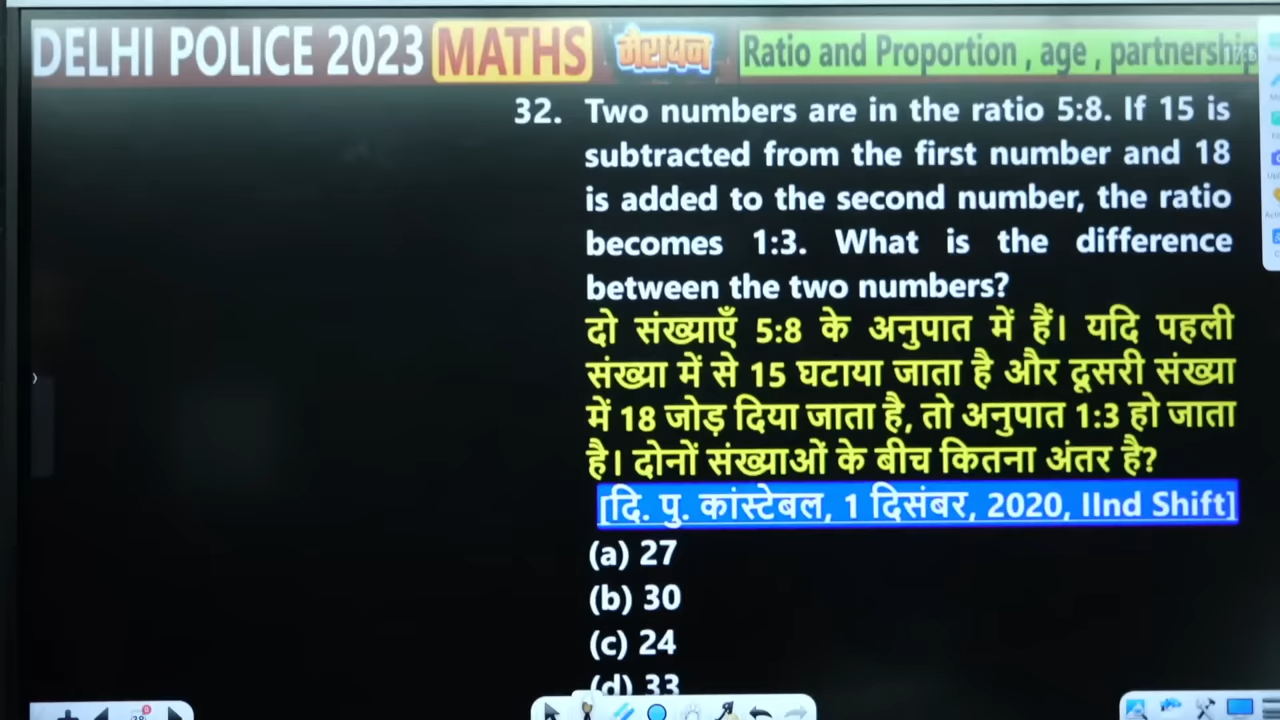 DELHI POLICE 2023 MATHS मैराथन Ratio and Proportion , age , partnership
32. Two numbers are in the ratio 5:8. If 15 is
subtracted from the first number and 18
is added to the second number, the ratio
becomes 1:3. What is the difference
between the two numbers?
दो संख्याएँ 5:8 के अनुपात में हैं। यदि पहली
संख्या में से 15 घटाया जाता है और दूसरी संख्या
में 18 जोड़ दिया जाता है, तो अनुपात 1:3 हो जाता
है। दोनों संख्याओं के बीच कितना अंतर है?
[दि. पु. कांस्टेबल, 1 दिसंबर, 2020, IInd Shift]
(a) 27
(b) 30
(c) 24
(d) 33